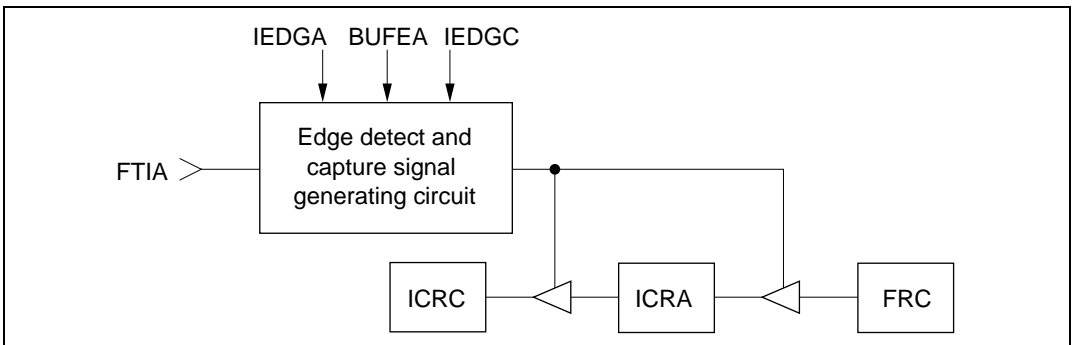 IEDGA BUFEA IEDGC
FTIA
Edge detect and
capture signal
generating circuit
ICRC ICRA FRC